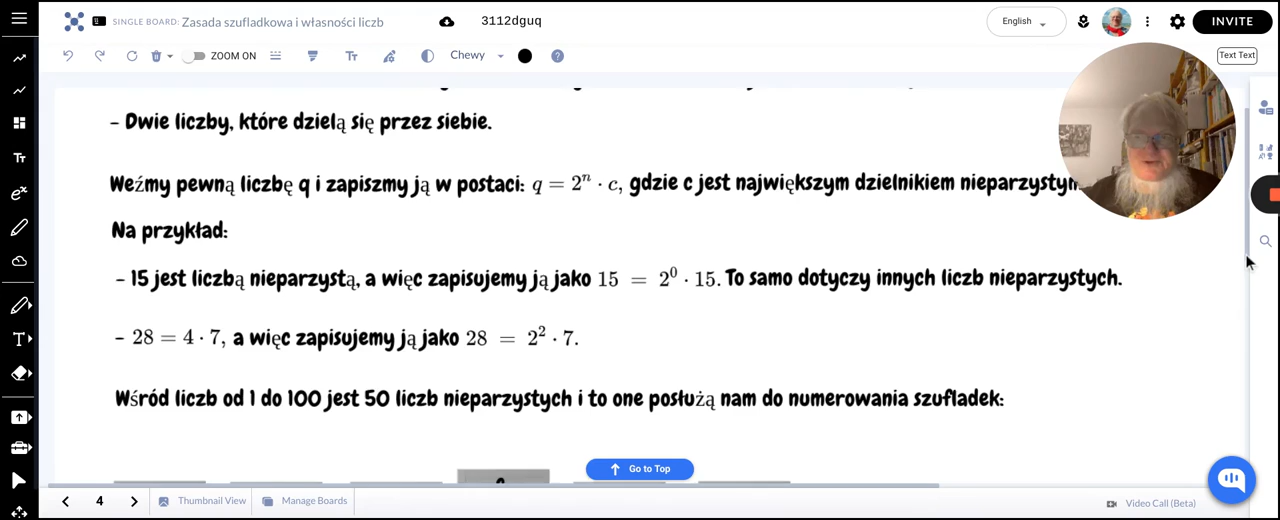 SINGLE BOARD: Zasada szufladkowa i własności liczb
3112dguq
English
INVITE
ZOOM ON
Tт
Chewy
Text Text
- Dwie liczby, które dzielą się przez siebie.
Weźmy pewną liczbę q i zapiszmy ją w postaci: q = 2ⁿ · c, gdzie c jest największym dzielnikiem nieparzystym
Na przykład:
- 15 jest liczbą nieparzystą, a więc zapisujemy ją jako 15 = 2⁰ · 15. To samo dotyczy innych liczb nieparzystych.
- 28 = 4 · 7, a więc zapisujemy ją jako 28 = 2² · 7.
Wśród liczb od 1 do 100 jest 50 liczb nieparzystych i to one posłużą nam do numerowania szufladek:
Go to Top
4
Thumbnail View
Manage Boards
Video Call (Beta)